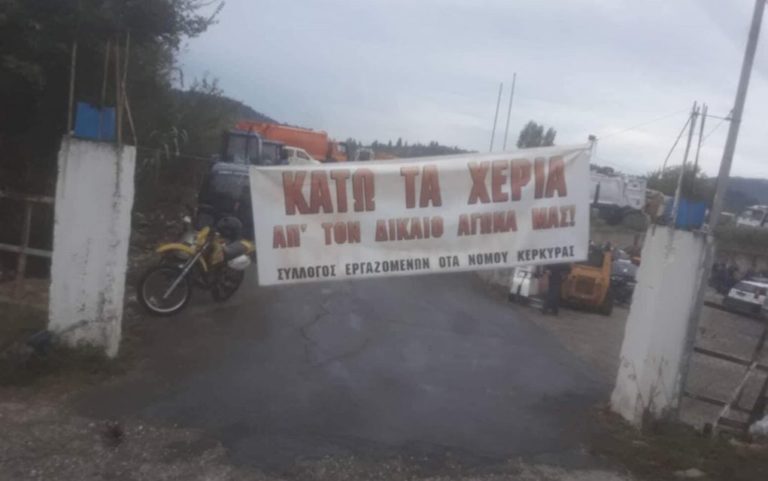 ΚΑΤΩ ΤΑ ΧΕΡΙΑ
ΑΠ' ΤΟΝ ΔΙΚΑΙΟ ΑΓΩΝΑ ΜΑΣ!
ΣΥΛΛΟΓΟΣ ΕΡΓΑΖΟΜΕΝΩΝ ΟΤΑ ΝΟΜΟΥ ΚΕΡΚΥΡΑΣ